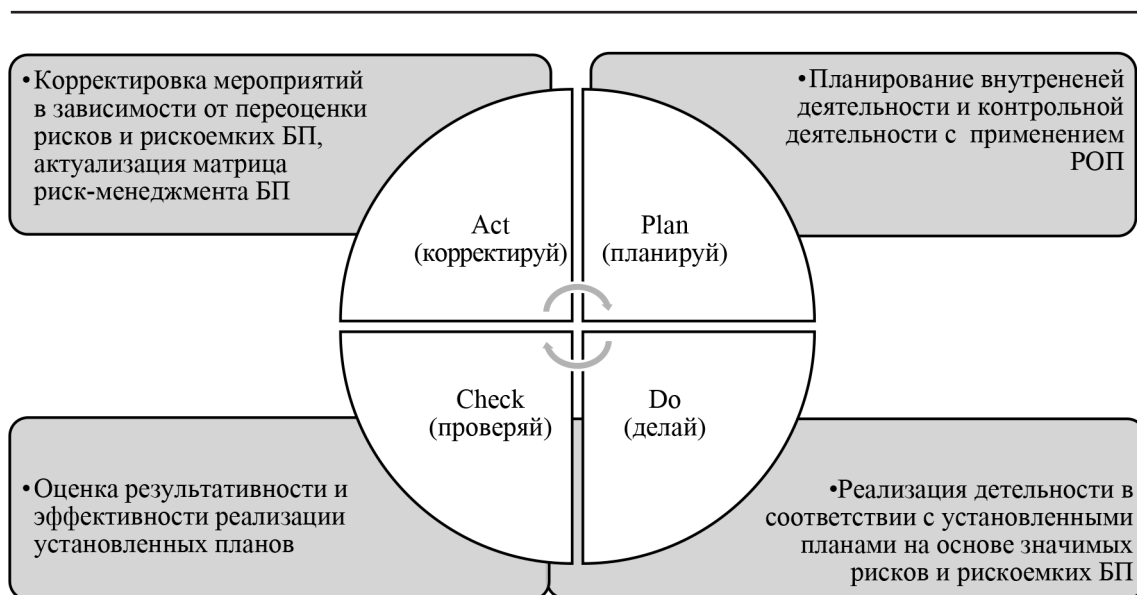 •Корректировка мероприятий
в зависимости от переоценки
рисков и рискоемких БП,
актуализация матрица
риск-менеджмента БП
•Планирование внутрененей
деятельности и контрольной
деятельности с применением
РОП
Act
(корректируй)
Plan
(планируй)
Check
(проверяй)
Do
(делай)
•Оценка результативности и
эффективности реализации
установленных планов
•Реализация детельности в
соответствии с установленными
планами на основе значимых
рисков и рискоемких БП